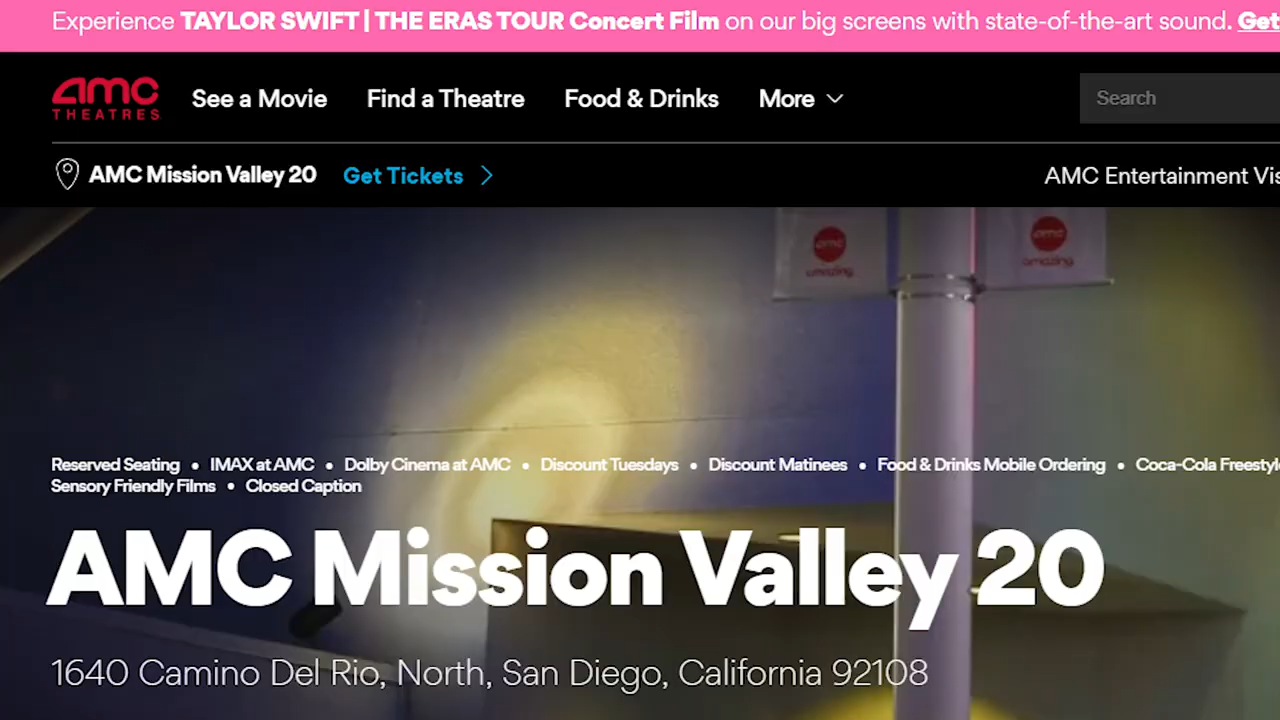 Experience TAYLOR SWIFT | THE ERAS TOUR Concert Film on our big screens with state-of-the-art sound. Get
amc
THEATRES
See a Movie Find a Theatre Food & Drinks More Search
AMC Mission Valley 20 Get Tickets AMC Entertainment Vis
amc
amazing
amc
amazing
Reserved Seating • IMAX at AMC • Dolby Cinema at AMC • Discount Tuesdays • Discount Matinees • Food & Drinks Mobile Ordering • Coca-Cola Freestyle
Sensory Friendly Films • Closed Caption
AMC Mission Valley 20
1640 Camino Del Rio, North, San Diego, California 92108